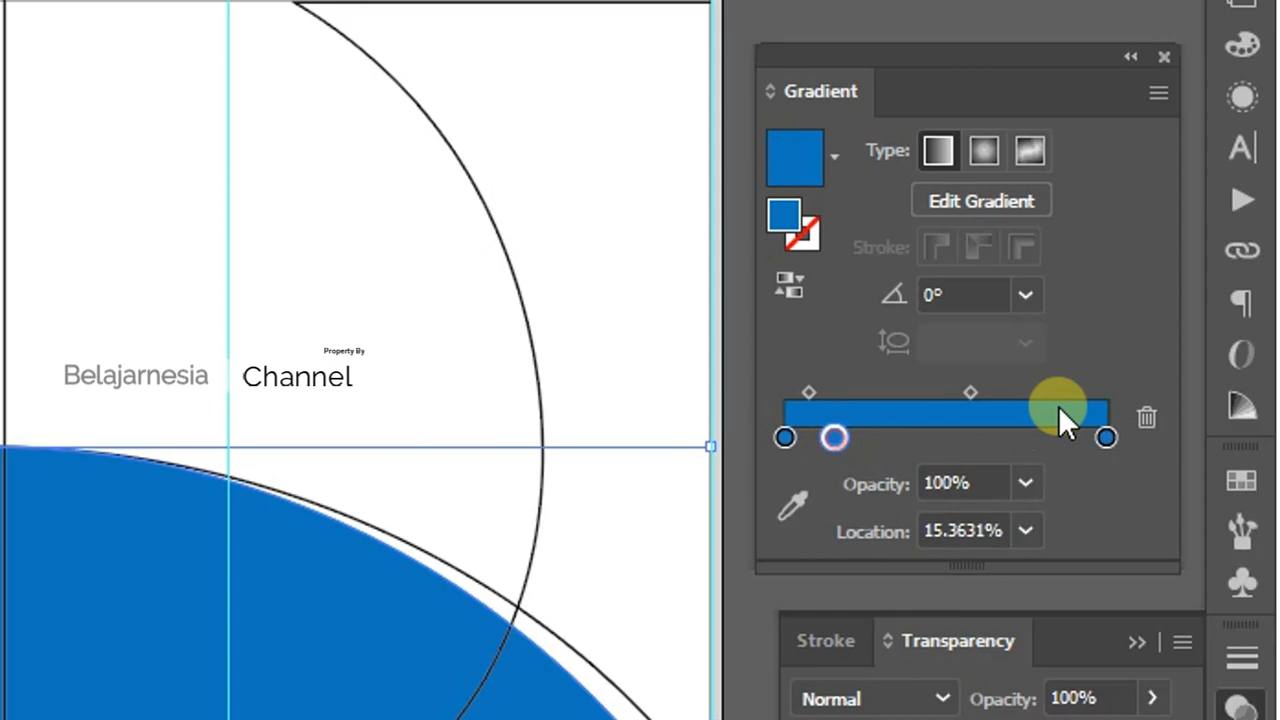 Gradient
Type:
Edit Gradient
Stroke:
0°
Property By
Belajarnesia Channel
Opacity: 100%
Location: 15.3631%
Stroke Transparency
Normal Opacity: 100%